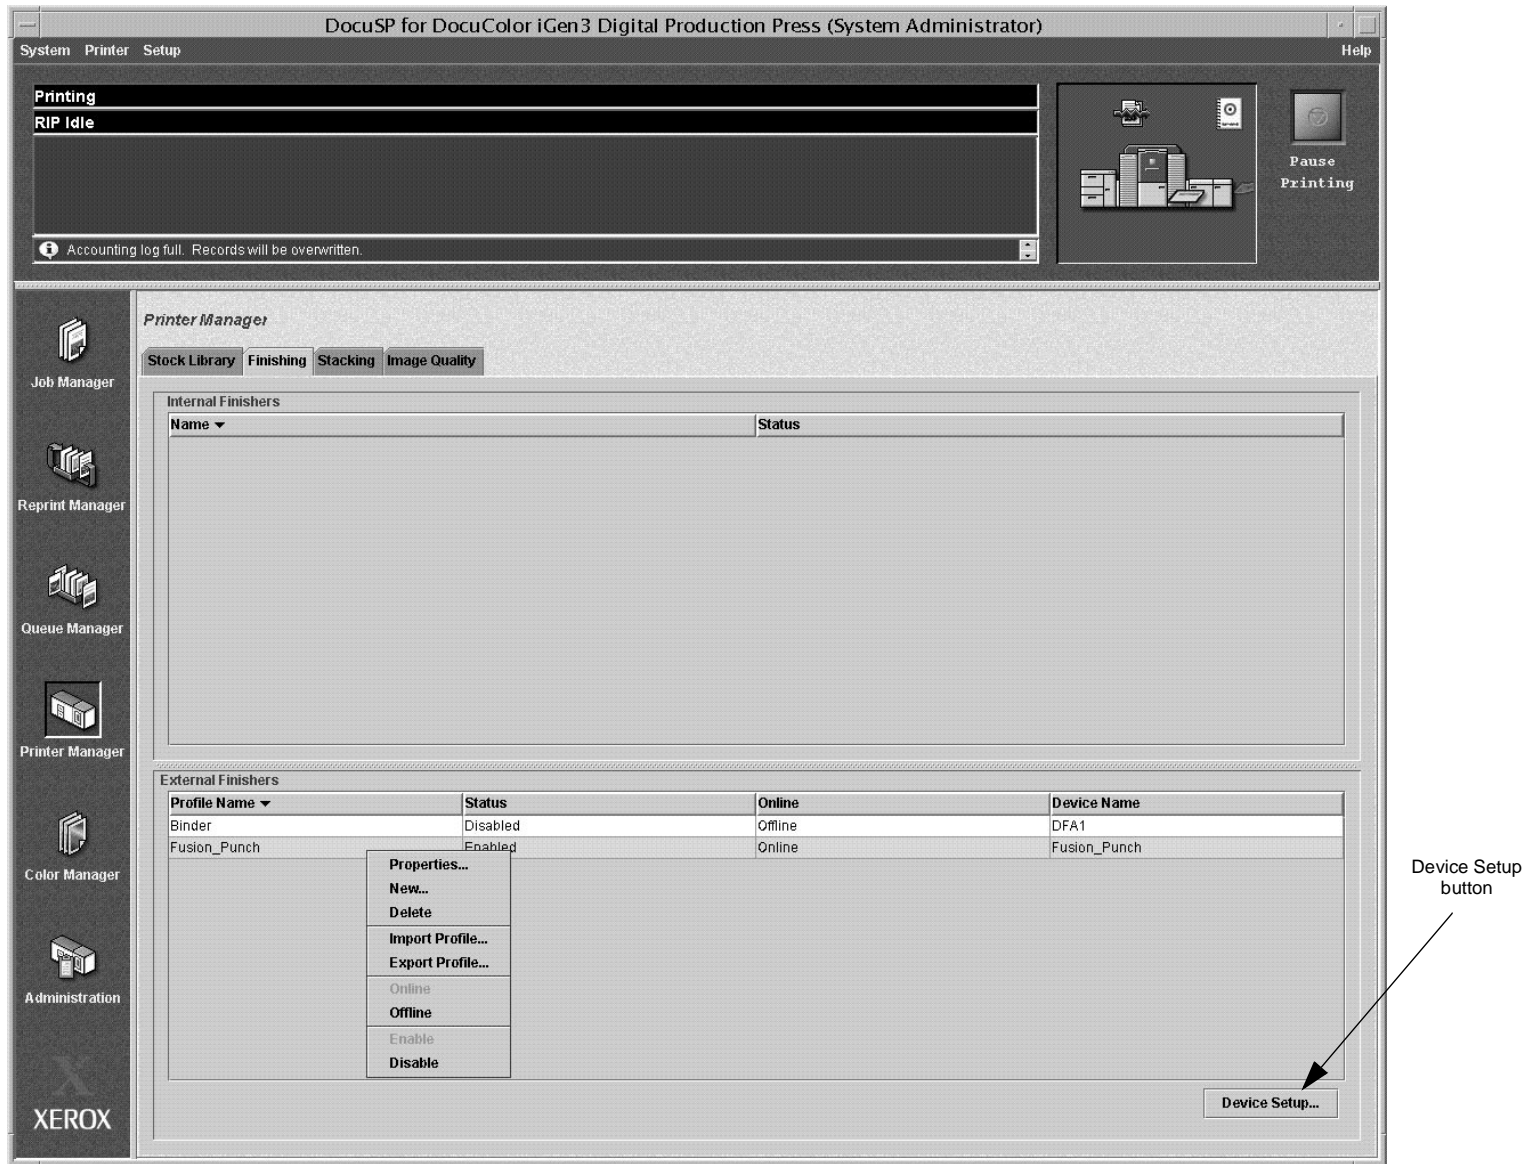 DocuSP for DocuColor iGen3 Digital Production Press (System Administrator)
System Printer Setup Help
Printing
RIP Idle
Pause
Printing
Accounting log full. Records will be overwritten.
Job Manager
Reprint Manager
Queue Manager
Printer Manager
Color Manager
Administration
XEROX
Printer Manager
Stock Library Finishing Stacking Image Quality
Internal Finishers
Name Status
External Finishers
Profile Name Status Online Device Name
Binder Disabled Offline DFA1
Fusion_Punch Enabled Online Fusion_Punch
Properties...
New...
Delete
Import Profile...
Export Profile...
Online
Offline
Enable
Disable
Device Setup...
Device Setup
button